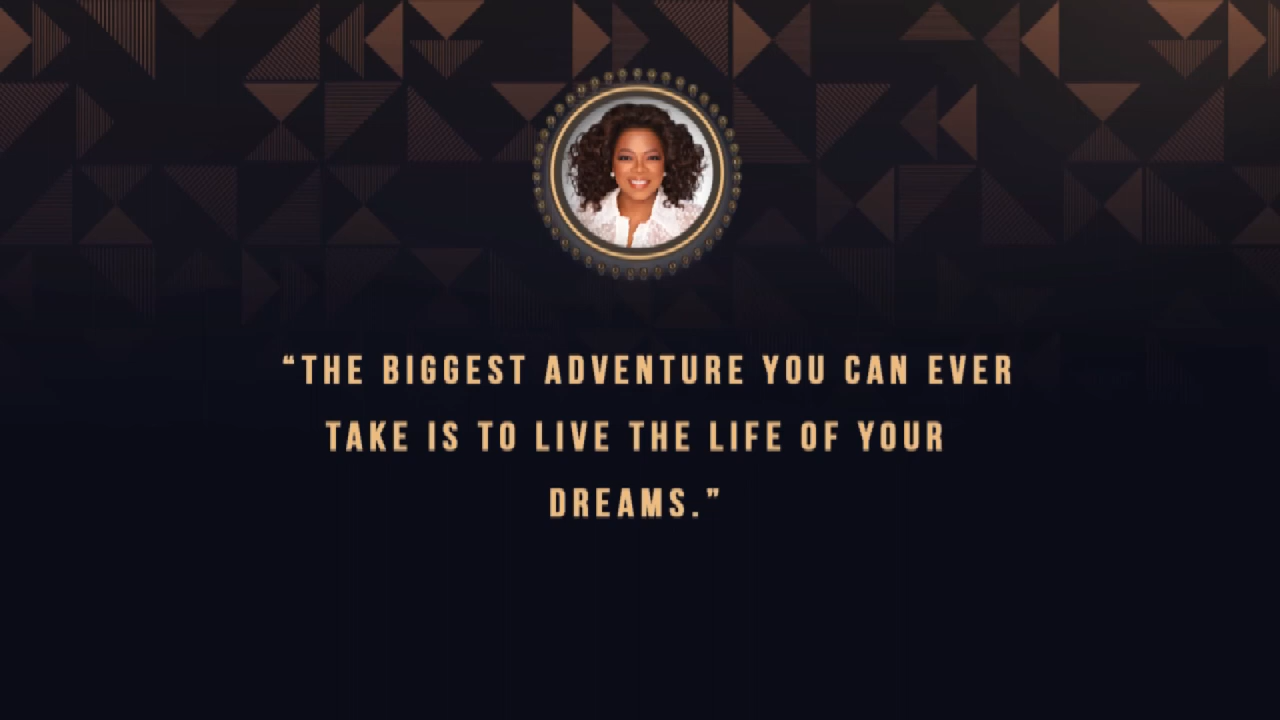 “THE BIGGEST ADVENTURE YOU CAN EVER
TAKE IS TO LIVE THE LIFE OF YOUR
DREAMS.”